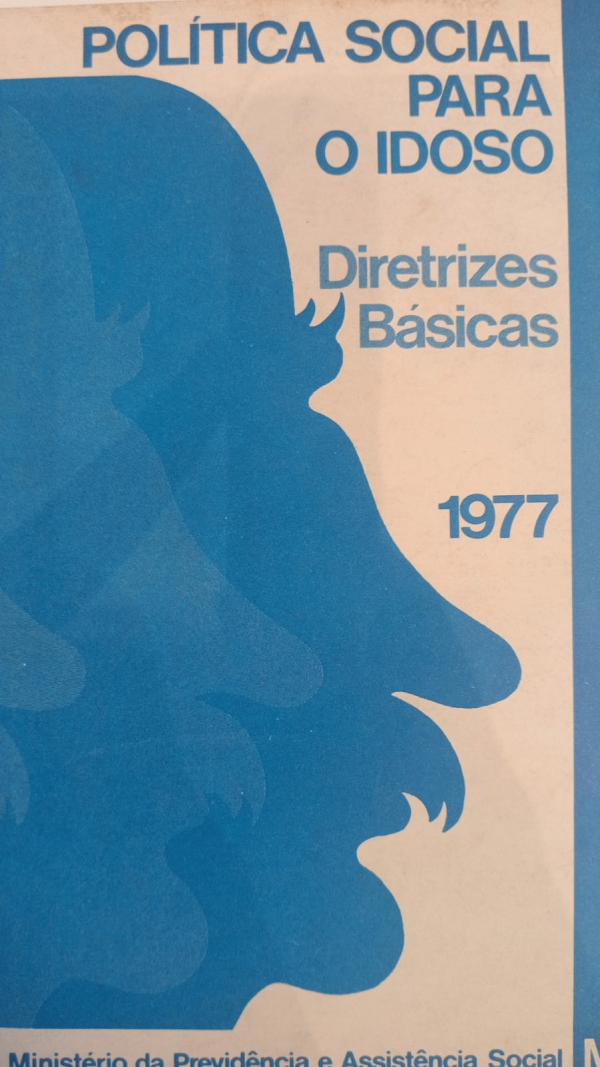 POLÍTICA SOCIAL
PARA
O IDOSO
Diretrizes
Básicas
1977
Ministério da Previdência e Assistência Social